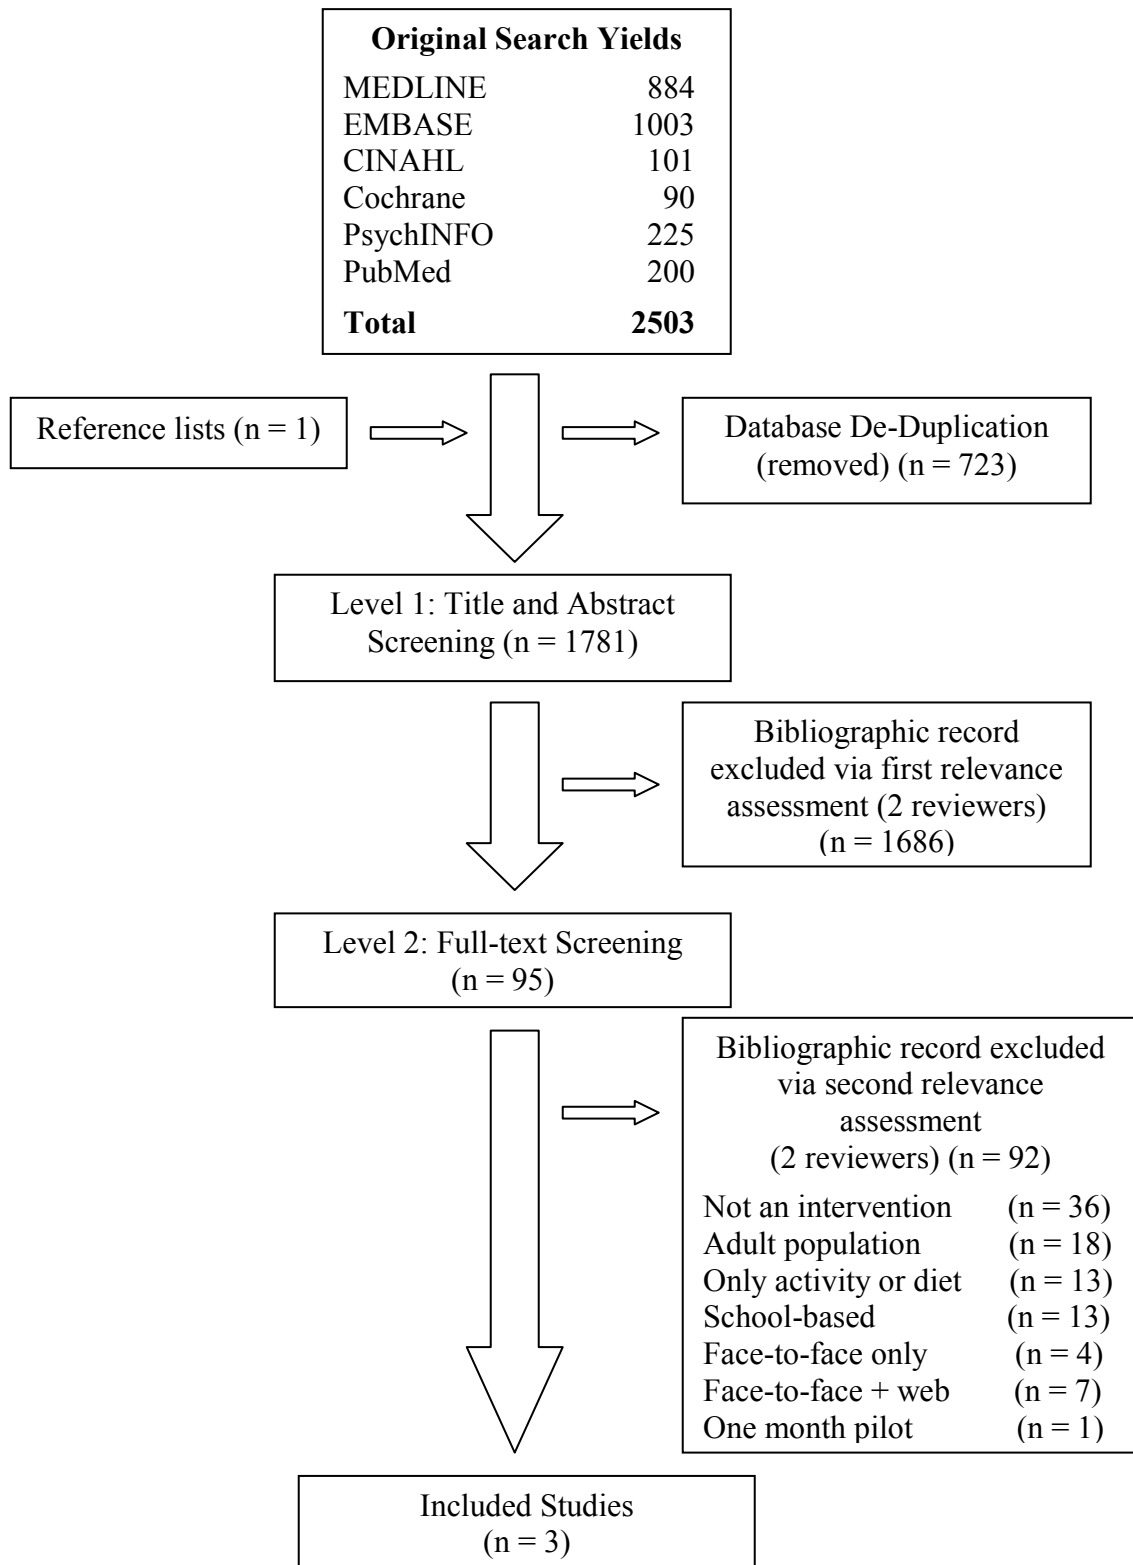 Original Search Yields
MEDLINE 884
EMBASE 1003
CINAHL 101
Cochrane 90
PsychINFO 225
PubMed 200
Total 2503
Reference lists (n = 1)
Database De-Duplication
(removed) (n = 723)
Level 1: Title and Abstract
Screening (n = 1781)
Bibliographic record
excluded via first relevance
assessment (2 reviewers)
(n = 1686)
Level 2: Full-text Screening
(n = 95)
Bibliographic record excluded
via second relevance
assessment
(2 reviewers) (n = 92)
Not an intervention (n = 36)
Adult population (n = 18)
Only activity or diet (n = 13)
School-based (n = 13)
Face-to-face only (n = 4)
Face-to-face + web (n = 7)
One month pilot (n = 1)
Included Studies
(n = 3)